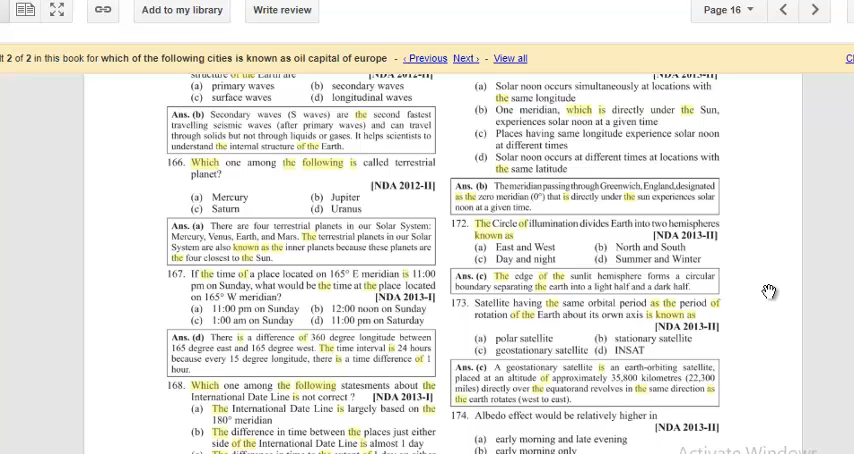 Add to my library
Write review
Page 16
lt 2 of 2 in this book for which of the following cities is known as oil capital of europe - ‹ Previous Next › - View all
structure of the Earth are [NDA 2012-II]
(a) primary waves (b) secondary waves
(c) surface waves (d) longitudinal waves
Ans. (b) Secondary waves (S waves) are the second fastest
travelling seismic waves (after primary waves) and can travel
through solids but not through liquids or gases. It helps scientists to
understand the internal structure of the Earth.
166. Which one among the following is called terrestrial
planet?
[NDA 2012-II]
(a) Mercury (b) Jupiter
(c) Saturn (d) Uranus
Ans. (a) There are four terrestrial planets in our Solar System:
Mercury, Venus, Earth, and Mars. The terrestrial planets in our Solar
System are also known as the inner planets because these planets are
the four closest to the Sun.
167. If the time of a place located on 165° E meridian is 11:00
pm on Sunday, what would be the time at the place located
on 165° W meridian? [NDA 2013-I]
(a) 11:00 pm on Sunday (b) 12:00 noon on Sunday
(c) 1:00 am on Sunday (d) 11:00 pm on Saturday
Ans. (d) There is a difference of 360 degree longitude between
165 degree east and 165 degree west. The time interval is 24 hours
because every 15 degree longitude, there is a time difference of 1
hour.
168. Which one among the following statesments about the
International Date Line is not correct ? [NDA 2013-I]
(a) The International Date Line is largely based on the
180° meridian
(b) The difference in time between the places just either
side of the International Date Line is almost 1 day
[NDA 2013-II]
(a) Solar noon occurs simultaneously at locations with
the same longitude
(b) One meridian, which is directly under the Sun,
experiences solar noon at a given time
(c) Places having same longitude experience solar noon
at different times
(d) Solar noon occurs at different times at locations with
the same latitude
Ans. (b) The meridian passing through Greenwich, England, designated
as the zero meridian (0°) that is directly under the sun experiences solar
noon at a given time.
172. The Circle of illumination divides Earth into two hemispheres
known as [NDA 2013-II]
(a) East and West (b) North and South
(c) Day and night (d) Summer and Winter
Ans. (c) The edge of the sunlit hemisphere forms a circular
boundary separating the earth into a light half and a dark half.
173. Satellite having the same orbital period as the period of
rotation of the Earth about its orwn axis is known as
[NDA 2013-II]
(a) polar satellite (b) stationary satellite
(c) geostationary satellite (d) INSAT
Ans. (c) A geostationary satellite is an earth-orbiting satellite,
placed at an altitude of approximately 35,800 kilometres (22,300
miles) directly over the equatorand revolves in the same direction as
the earth rotates (west to east).
174. Albedo effect would be relatively higher in
[NDA 2013-II]
(a) early morning and late evening
(b) early morning only
Activate Windows